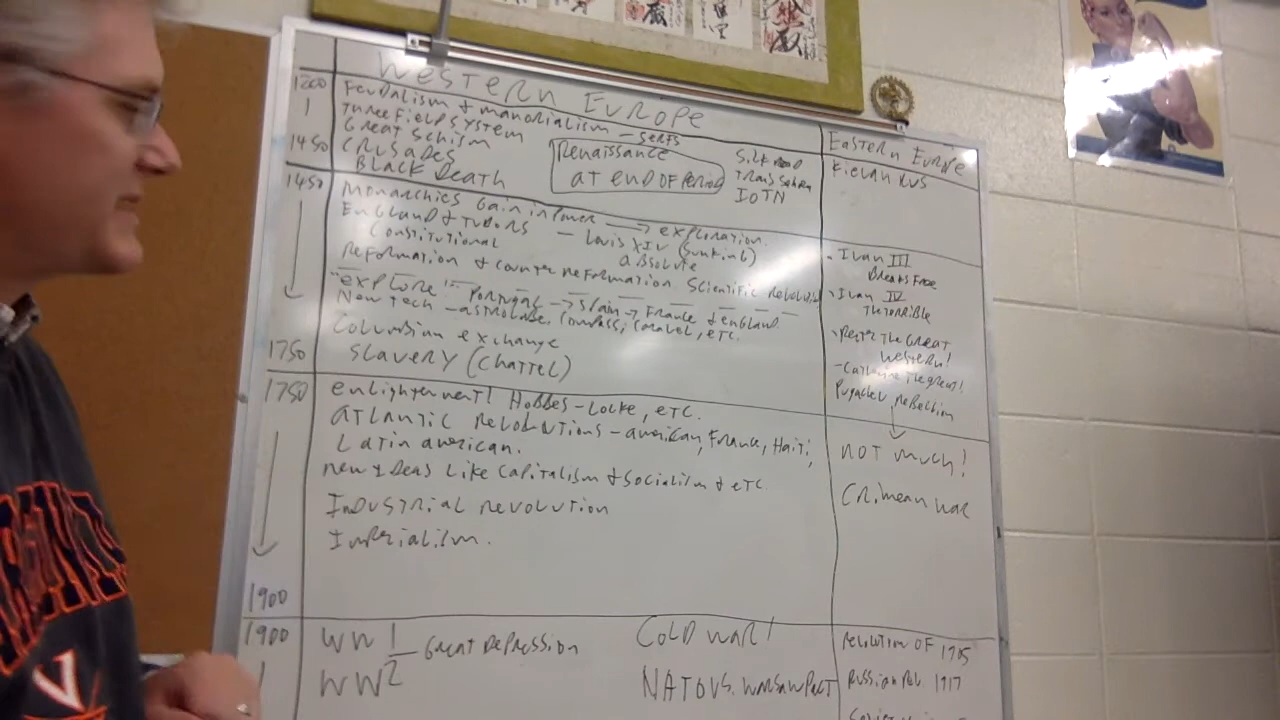 WESTERN EUROPE
1200
FEUDALISM & MANORIALISM - SERFS
THREE FIELD SYSTEM
GREAT SCHISM
1450
CRUSADES
BLACK DEATH
Renaissance
AT END OF PERIOD
SILK
TRANS
IOTN
EASTERN EUROPE
KIEVAN RUS
1450
MONARCHIES GAIN IN POWER → EXPLORATION.
ENGLAND & TUDORS - LOUIS XIV
CONSTITUTIONAL
ABSOLUTE
REFORMATION & COUNTER REFORMATION SCIENTIFIC
"EXPLORE" - PORTUGAL → SPAIN - FRANCE & ENGLAND
NEW TECH - ASTROLABE, COMPASS, CARAVEL, ETC.
COLUMBIAN EXCHANGE
1750
SLAVERY (CHATTEL)
IVAN III
BREAKS FREE
IVAN IV
TERRIBLE
PETER THE GREAT
WESTERN!
- CATHERINE THE GREAT!
REBELLION
1750
ENLIGHTENMENT! HOBBES - LOCKE, ETC.
ATLANTIC REVOLUTIONS - AMERICAN, FRANCE, HAITI,
LATIN AMERICAN.
NEW IDEAS LIKE CAPITALISM & SOCIALISM & ETC.
INDUSTRIAL REVOLUTION
IMPERIALISM.
1900
NOT MUCH!
CRIMEAN WAR
1900
WW1 - GREAT DEPRESSION
WW2
COLD WAR!
NATO VS. WARSAW PACT
REVOLUTION OF 1905
RUSSIAN REV. 1917